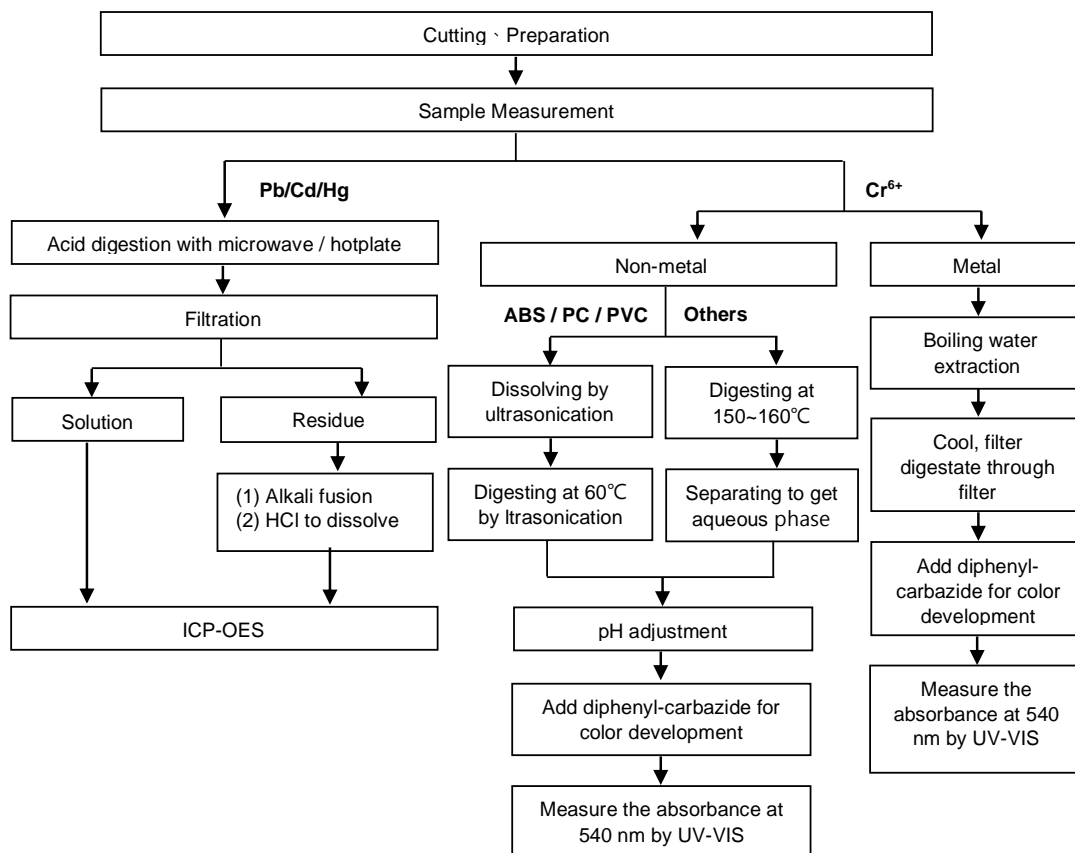 Cutting、Preparation
Sample Measurement
Pb/Cd/Hg
Cr6+
Acid digestion with microwave / hotplate
Non-metal
Metal
Filtration
ABS / PC / PVC
Others
Boiling water
extraction
Solution
Residue
Dissolving by
ultrasonication
Digesting at
150~160℃
Cool, filter
digestate through
filter
(1) Alkali fusion
(2) HCl to dissolve
Digesting at 60℃
by ltrasonication
Separating to get
aqueous phase
Add diphenyl-
carbazide for color
development
ICP-OES
pH adjustment
Measure the
absorbance at 540
nm by UV-VIS
Add diphenyl-carbazide for
color development
Measure the absorbance at
540 nm by UV-VIS